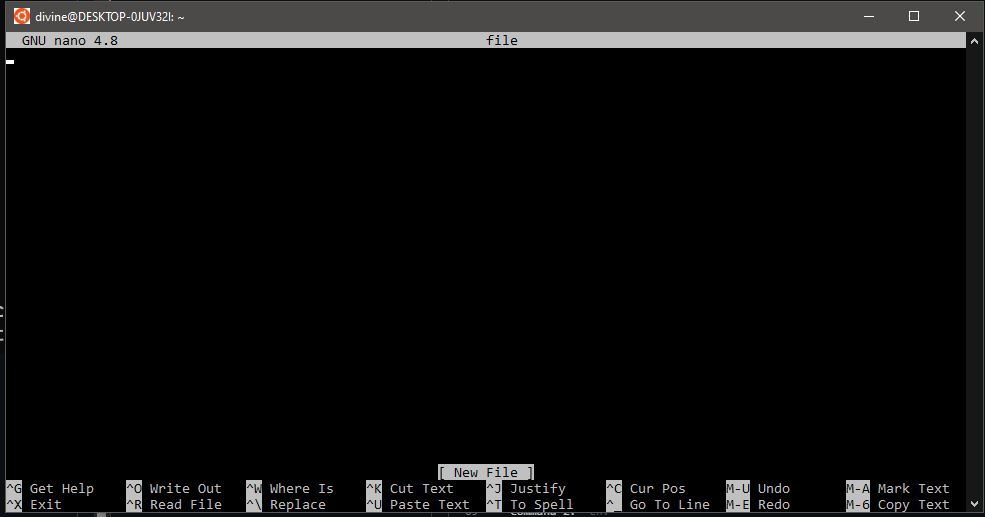 divine@DESKTOP-0JUV32I: ~
GNU nano 4.8 file
[ New File ]
^G Get Help ^O Write Out ^W Where Is ^K Cut Text ^J Justify ^C Cur Pos M-U Undo M-A Mark Text
^X Exit ^R Read File ^\ Replace ^U Paste Text ^T To Spell ^_ Go To Line M-E Redo M-6 Copy Text